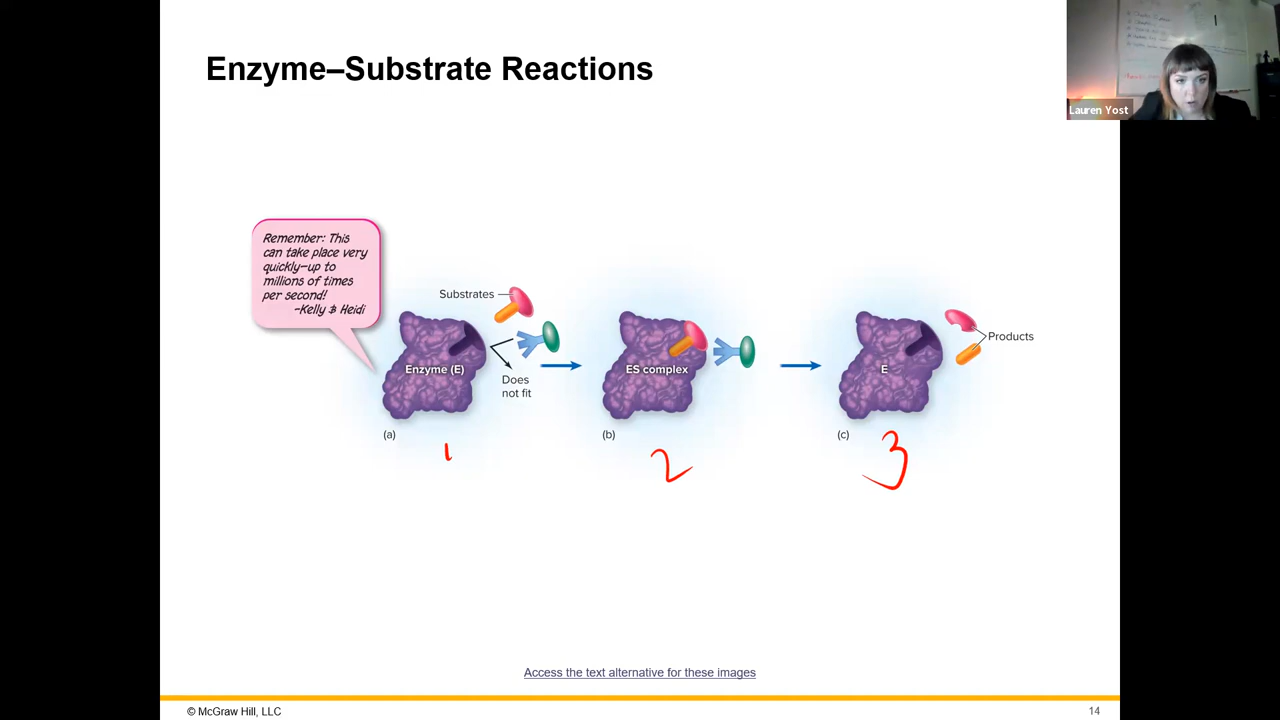 Enzyme–Substrate Reactions
Lauren Yost
Remember: This
can take place very
quickly–up to
millions of times
per second!
–Kelly & Heidi
Substrates
Enzyme (E)
Does
not fit
(a)
1
ES complex
(b)
2
E
Products
(c)
3
Access the text alternative for these images
© McGraw Hill, LLC
14